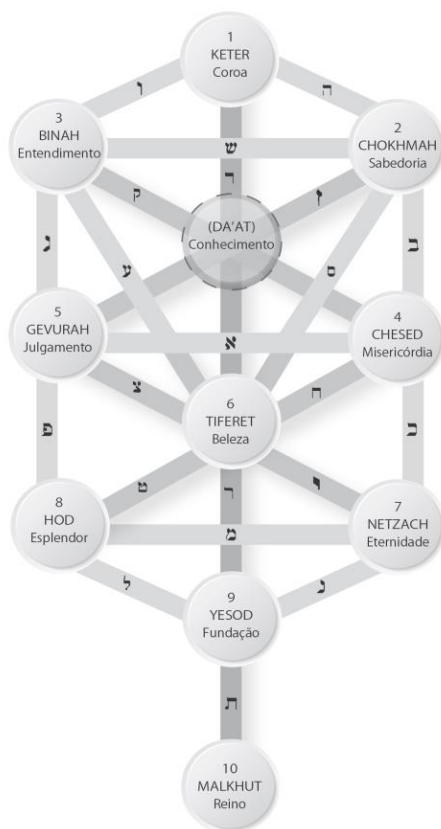 1
KETER
Coroa
ו
ה
3
BINAH
Entendimento
2
CHOKHMAH
Sabedoria
ש
ר
ק
ז
(DA'AT)
Conhecimento
ג
ע
ס
ב
5
GEVURAH
Julgamento
4
CHESED
Misericórdia
א
צ
ח
6
TIFERET
Beleza
פ
ב
ט
ר
י
8
HOD
Esplendor
7
NETZACH
Eternidade
מ
ל
נ
9
YESOD
Fundação
ת
10
MALKHUT
Reino